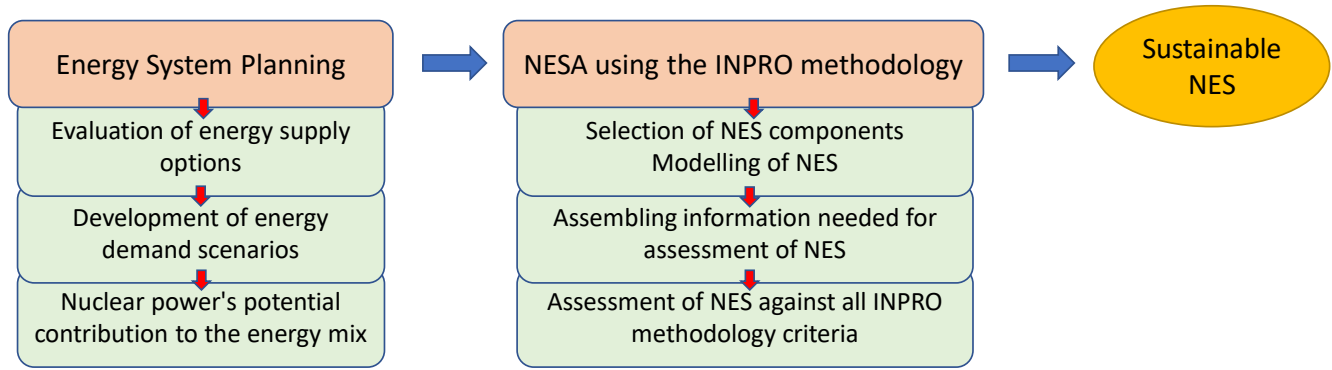 Energy System Planning
Evaluation of energy supply
options
Development of energy
demand scenarios
Nuclear power's potential
contribution to the energy mix
NESA using the INPRO methodology
Selection of NES components
Modelling of NES
Assembling information needed for
assessment of NES
Assessment of NES against all INPRO
methodology criteria
Sustainable
NES